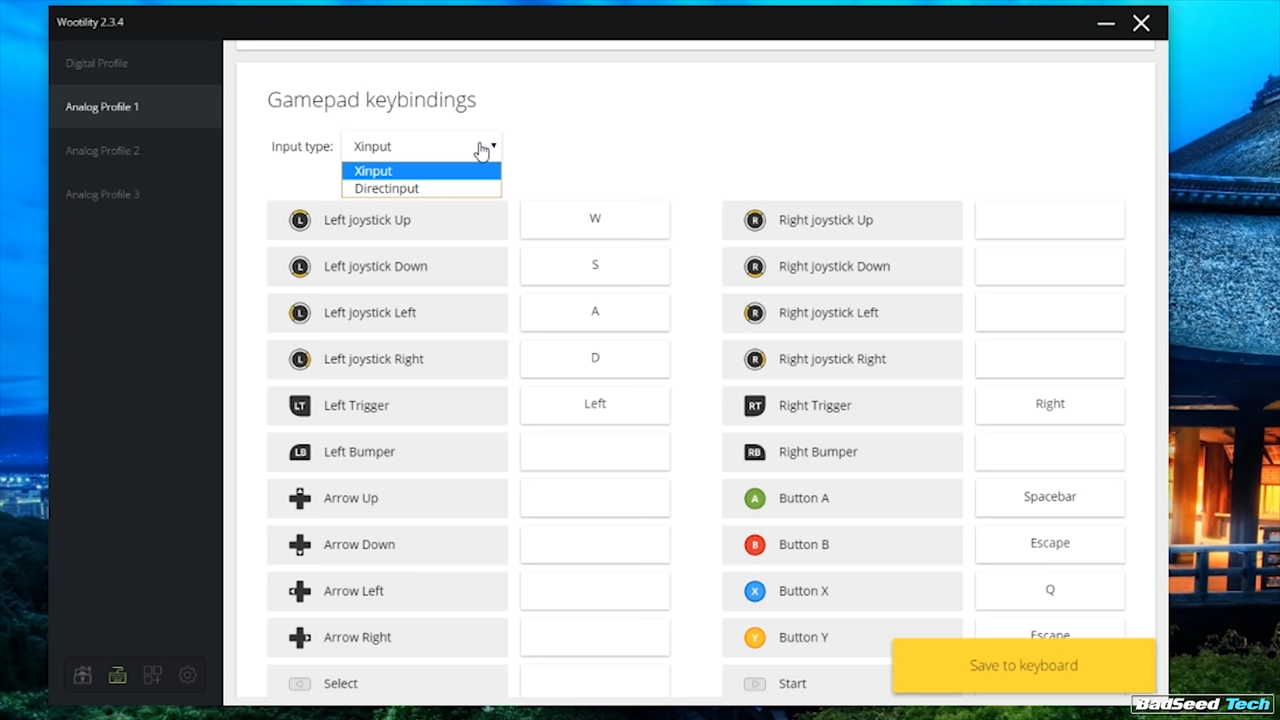 Wootility 2.3.4
Digital Profile
Analog Profile 1
Analog Profile 2
Analog Profile 3
Gamepad keybindings
Input type: Xinput
Xinput
Directinput
L Left joystick Up W R Right joystick Up
L Left joystick Down S R Right joystick Down
L Left joystick Left A R Right joystick Left
L Left joystick Right D R Right joystick Right
LT Left Trigger Left RT Right Trigger Right
LB Left Bumper RB Right Bumper
Arrow Up A Button A Spacebar
Arrow Down B Button B Escape
Arrow Left X Button X Q
Arrow Right Y Button Y Escape
Select Start
Save to keyboard
BadSeed Tech